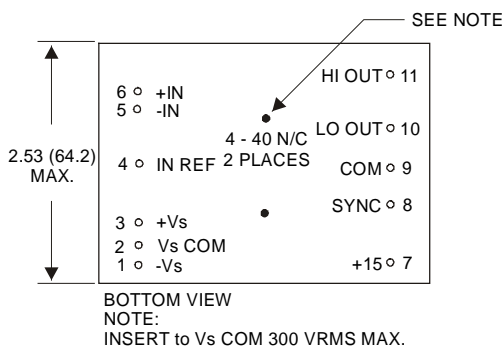 SEE NOTE
HI OUT 11
6 +IN
5 -IN
LO OUT 10
4 - 40 N/C
2 PLACES
4 IN REF
COM 9
2.53 (64.2)
MAX.
SYNC 8
3 +Vs
2 Vs COM
1 -Vs
+15 7
BOTTOM VIEW
NOTE:
INSERT to Vs COM 300 VRMS MAX.